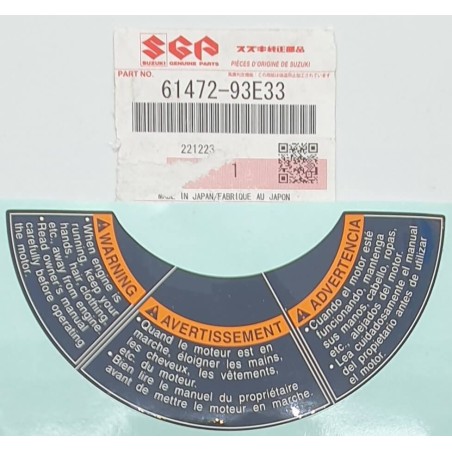 SGP
SUZUKI GENUINE PARTS
スズキ純正部品
PIÈCES D'ORIGINE DE SUZUKI
PART NO.
61472-93E33
221223
1
MADE IN JAPAN/FABRIQUE AU JAPON
WARNING
•When engine is
running, keep your
hands, hair, clothing,
etc., away from engine.
•Read owner's manual
carefully before operating
the motor.
AVERTISSEMENT
•Quand le moteur est en
marche, éloigner les mains,
les cheveux, les vêtements,
etc. du moteur.
•Bien lire le manuel du propriétaire
avant de mettre le moteur en marche.
ADVERTENCIA
•Cuando el motor esté
funcionando, mantenga
sus manos, cabello, ropas,
etc., alejados del motor.
•Lea cuidadosamente el manual
del propietario antes de utilizar
el motor.